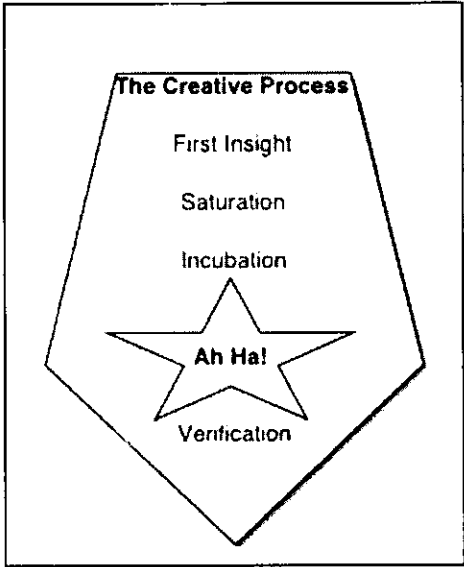 The Creative Process
First Insight
Saturation
Incubation
Ah Ha!
Verification